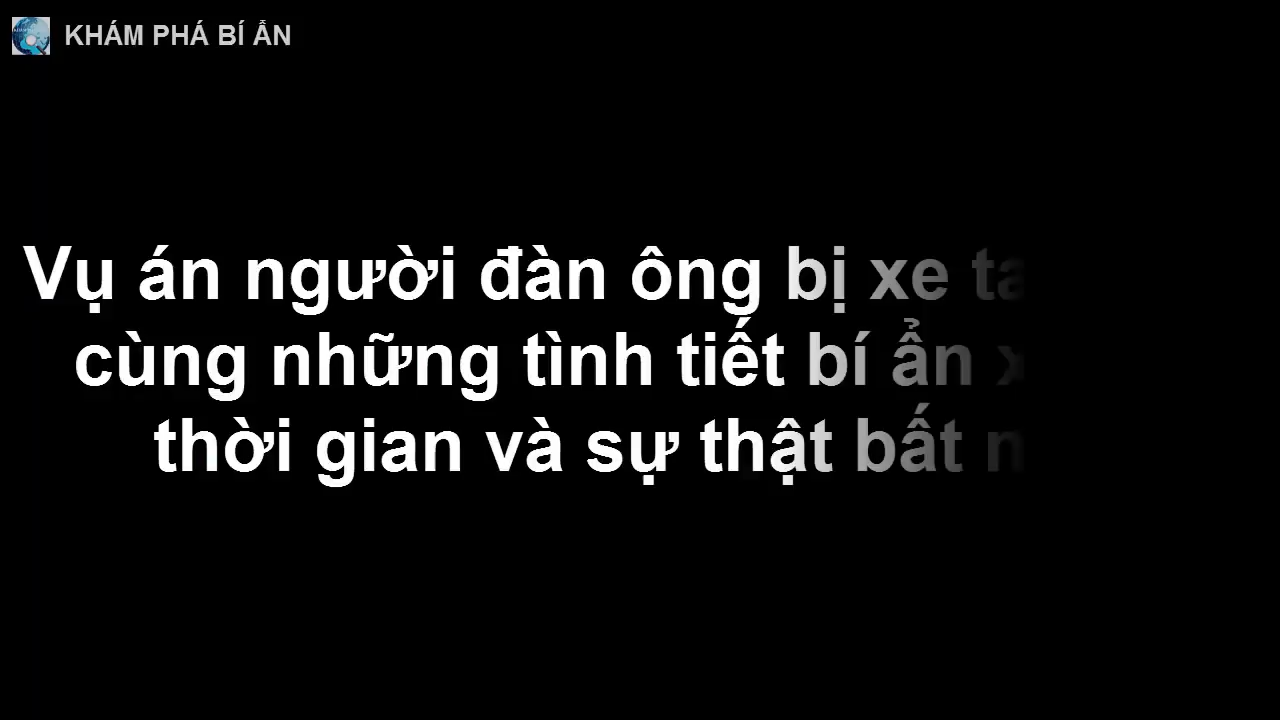 KHÁM PHÁ BÍ ẨN
Vụ án người đàn ông bị xe
cùng những tình tiết bí ẩn
thời gian và sự thật bất